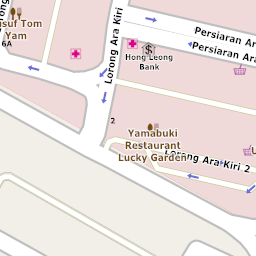 usuf Tom
Yam
6A
Lorong Ara Kiri
Persiaran Ar
Persiaran Ara
Hong Leong
Bank
2
Yamabuki
Restaurant
Lucky Garden
Lorong Ara Kiri 2
U